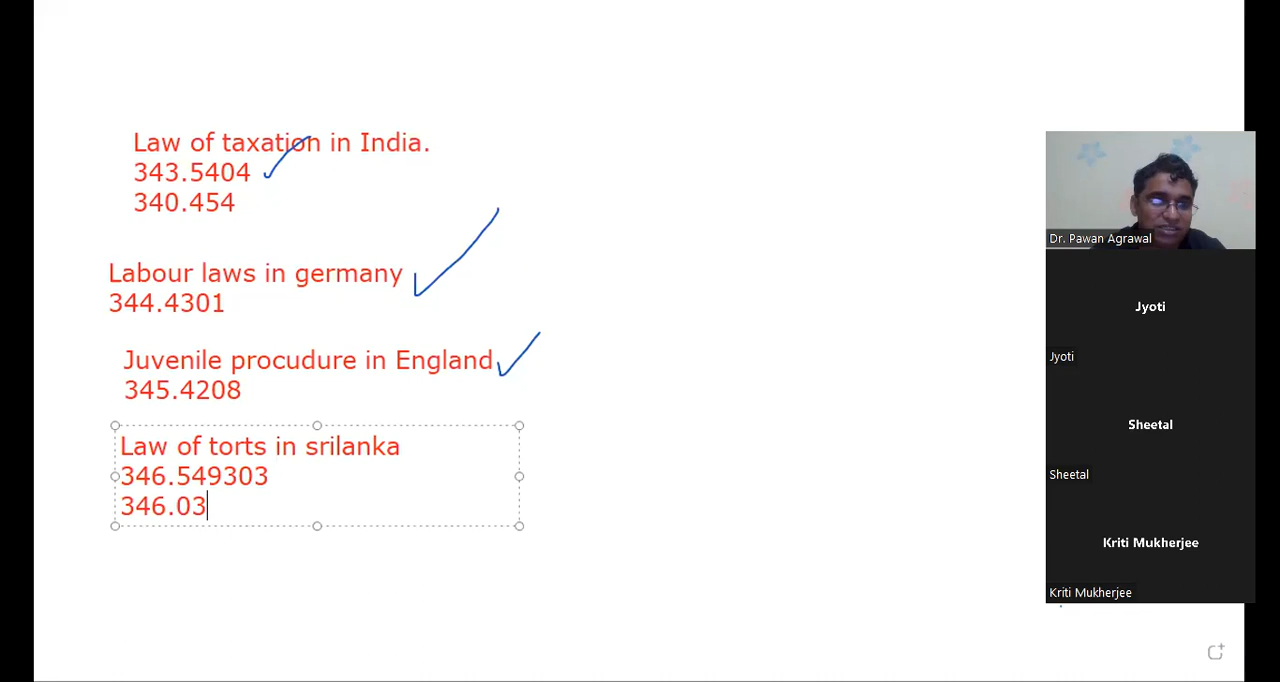 Law of taxation in India.
343.5404
340.454
Labour laws in germany
344.4301
Juvenile procudure in England
345.4208
Law of torts in srilanka
346.549303
346.03
Dr. Pawan Agrawal
Jyoti
Jyoti
Sheetal
Sheetal
Kriti Mukherjee
Kriti Mukherjee